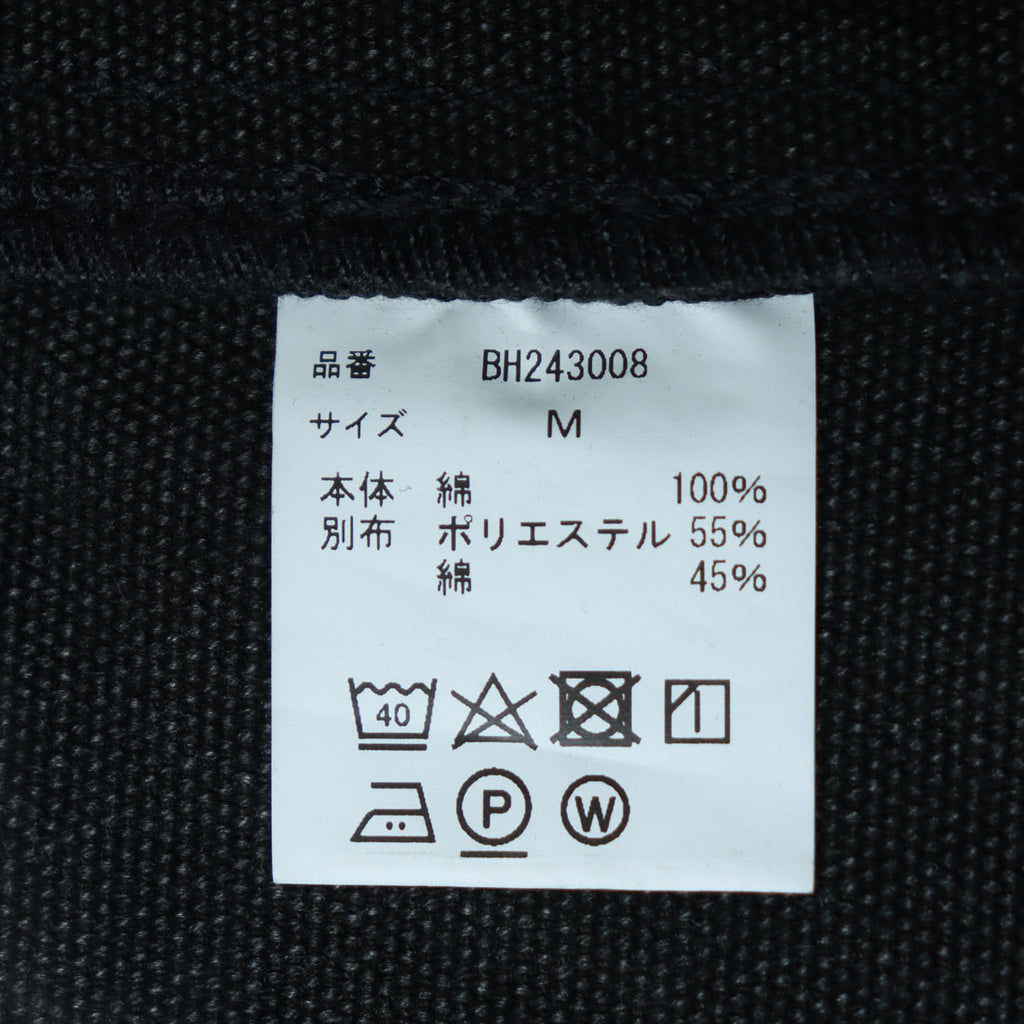 品番 BH243008
サイズ M
本体 綿 100%
別布 ポリエステル 55%
綿 45%
40
P
W